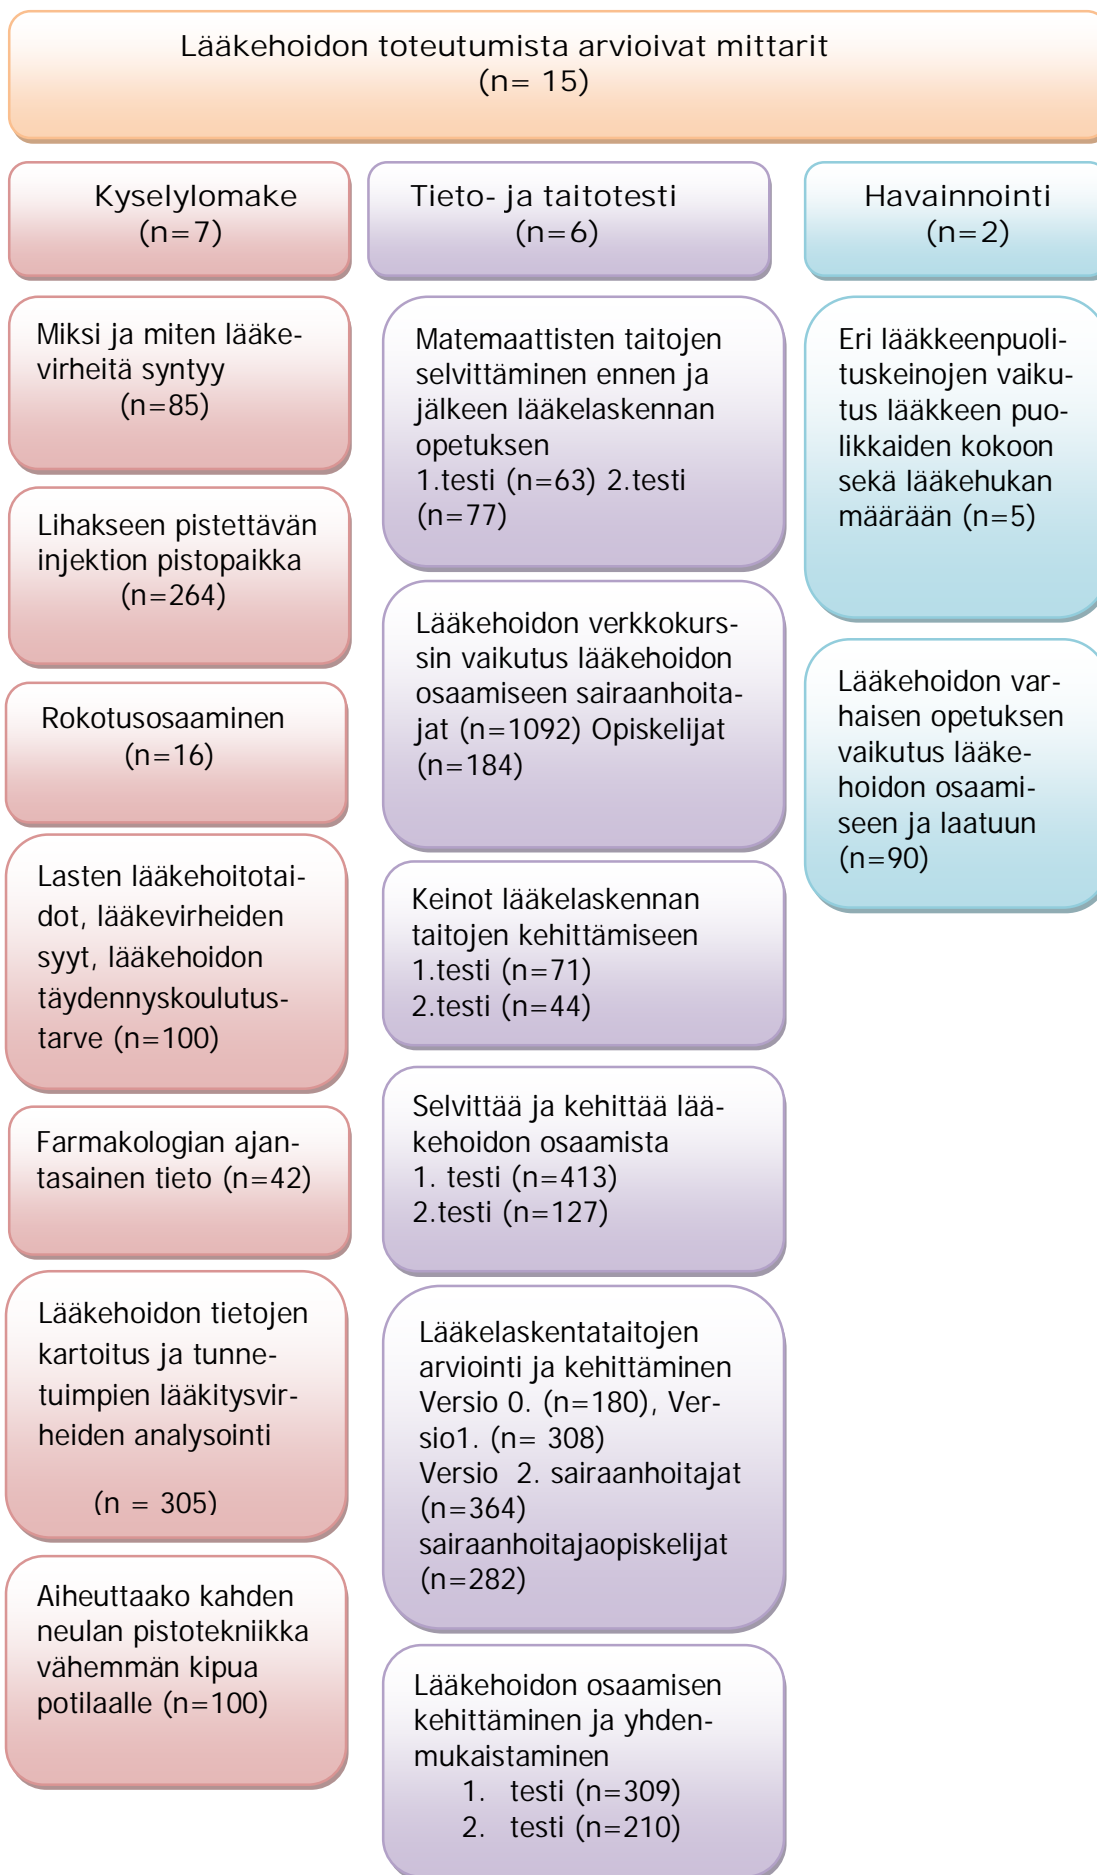 Lääkehoidon toteutumista arvioivat mittarit
(n= 15)
Kyselylomake
(n=7)
Miksi ja miten lääke-
virheitä syntyy
(n=85)
Lihakseen pistettävän
injektion pistopaikka
(n=264)
Rokotusosaaminen
(n=16)
Lasten lääkehoitotai-
dot, lääkevirheiden
syyt, lääkehoidon
täydennyskoulutus-
tarve (n=100)
Farmakologian ajan-
tasainen tieto (n=42)
Lääkehoidon tietojen
kartoitus ja tunne-
tuimpien lääkitysvir-
heiden analysointi
(n = 305)
Aiheuttaako kahden
neulan pistotekniikka
vähemmän kipua
potilaalle (n=100)
Tieto- ja taitotesti
(n=6)
Matemaattisten taitojen
selvittäminen ennen ja
jälkeen lääkelaskennan
opetuksen
1.testi (n=63) 2.testi
(n=77)
Lääkehoidon verkkokurs-
sin vaikutus lääkehoidon
osaamiseen sairaanhoita-
jat (n=1092) Opiskelijat
(n=184)
Keinot lääkelaskennan
taitojen kehittämiseen
1.testi (n=71)
2.testi (n=44)
Selvittää ja kehittää lää-
kehoidon osaamista
1. testi (n=413)
2.testi (n=127)
Lääkelaskentataitojen
arviointi ja kehittäminen
Versio 0. (n=180), Ver-
sio1. (n= 308)
Versio 2. sairaanhoitajat
(n=364)
sairaanhoitajaopiskelijat
(n=282)
Lääkehoidon osaamisen
kehittäminen ja yhden-
mukaistaminen
1. testi (n=309)
2. testi (n=210)
Havainnointi
(n=2)
Eri lääkkeenpuoli-
tuskeinojen vaiku-
tus lääkkeen puo-
likkaiden kokoon
sekä lääkehukan
määrään (n=5)
Lääkehoidon var-
haisen opetuksen
vaikutus lääke-
hoidon osaami-
seen ja laatuun
(n=90)